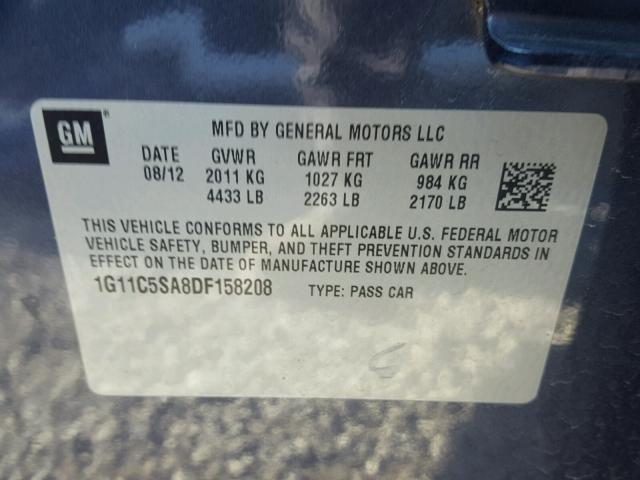 GM ®
MFD BY GENERAL MOTORS LLC
DATE GVWR GAWR FRT GAWR RR
08/12 2011 KG 1027 KG 984 KG
4433 LB 2263 LB 2170 LB
THIS VEHICLE CONFORMS TO ALL APPLICABLE U.S. FEDERAL MOTOR
VEHICLE SAFETY, BUMPER, AND THEFT PREVENTION STANDARDS IN
EFFECT ON THE DATE OF MANUFACTURE SHOWN ABOVE.
1G11C5SA8DF158208 TYPE: PASS CAR